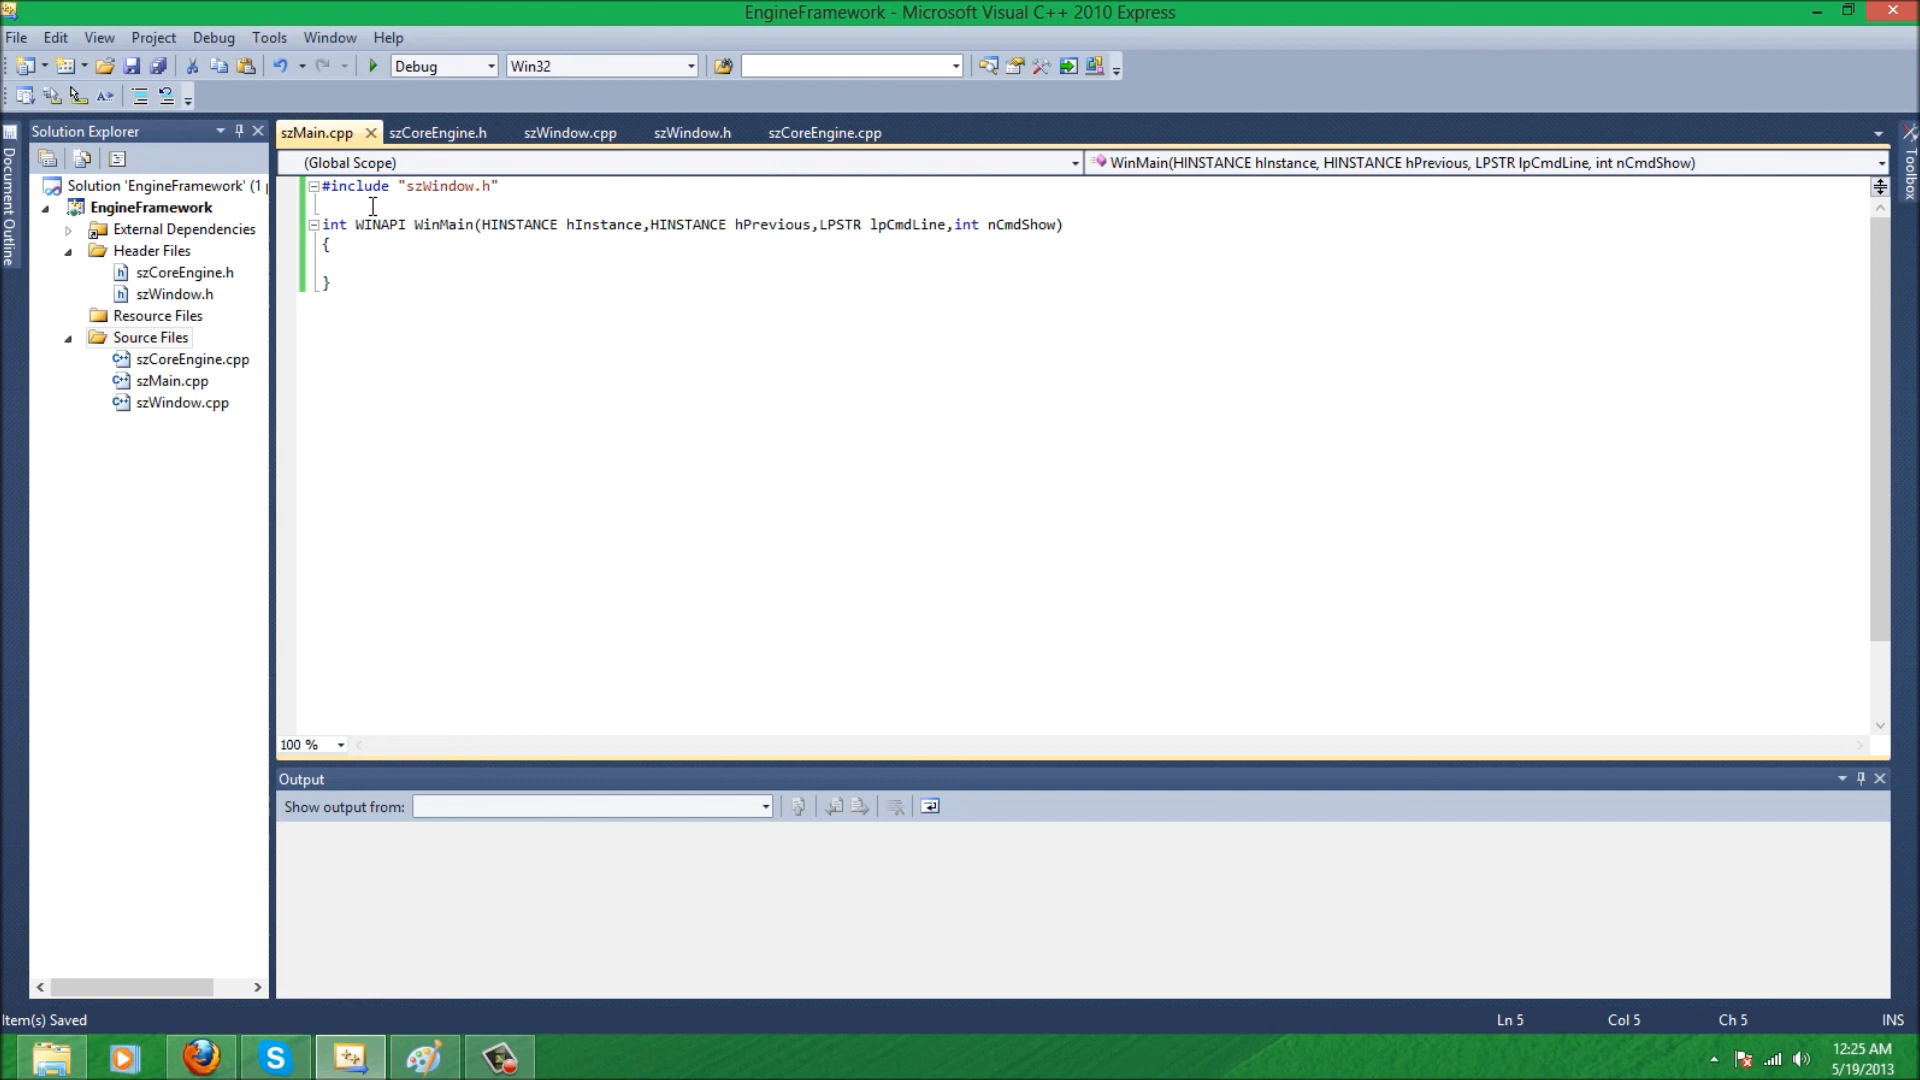 EngineFramework - Microsoft Visual C++ 2010 Express
File Edit View Project Debug Tools Window Help
Debug Win32
Solution Explorer
szMain.cpp szCoreEngine.h szWindow.cpp szWindow.h szCoreEngine.cpp
Document Outline
Toolbox
(Global Scope) WinMain(HINSTANCE hInstance, HINSTANCE hPrevious, LPSTR lpCmdLine, int nCmdShow)
Solution 'EngineFramework' (1
EngineFramework
External Dependencies
Header Files
szCoreEngine.h
szWindow.h
Resource Files
Source Files
szCoreEngine.cpp
szMain.cpp
szWindow.cpp
#include "szWindow.h"
int WINAPI WinMain(HINSTANCE hInstance,HINSTANCE hPrevious,LPSTR lpCmdLine,int nCmdShow)
{
}
100 %
Output
Show output from:
Item(s) Saved Ln 5 Col 5 Ch 5 INS
12:25 AM
5/19/2013